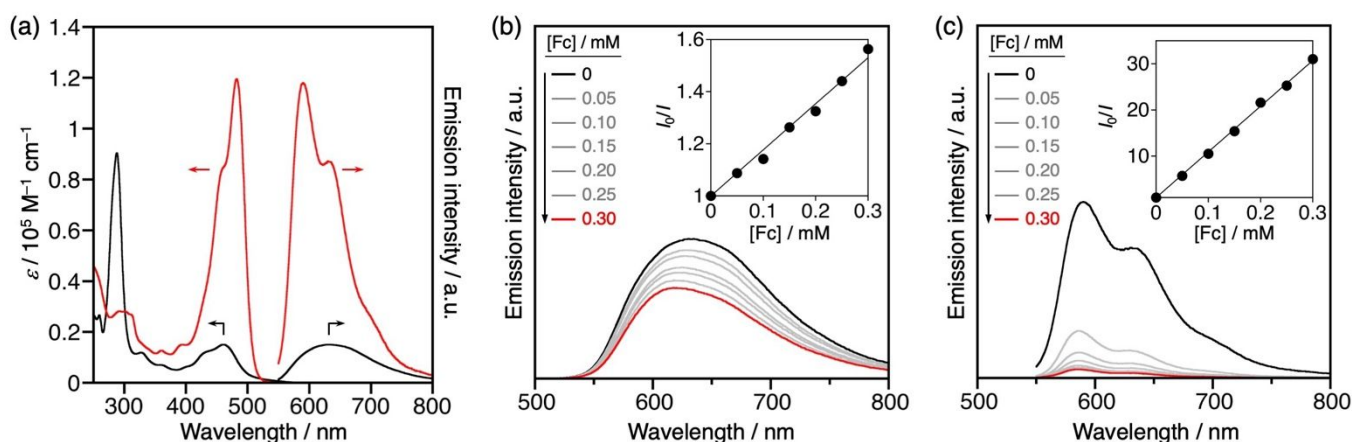 (a)
1.4
1.2
1.0
0.8
0.6
0.4
0.2
0
ε / 10⁵ M⁻¹ cm⁻¹
300 400 500 600 700 800
Wavelength / nm
Emission intensity / a.u.
(b)
[Fc] / mM
0
0.05
0.10
0.15
0.20
0.25
0.30
1.6
1.4
1.2
1
I₀/I
0 0.1 0.2 0.3
[Fc] / mM
Emission intensity / a.u.
500 600 700 800
Wavelength / nm
(c)
[Fc] / mM
0
0.05
0.10
0.15
0.20
0.25
0.30
30
20
10
I₀/I
0 0.1 0.2 0.3
[Fc] / mM
Emission intensity / a.u.
500 600 700 800
Wavelength / nm